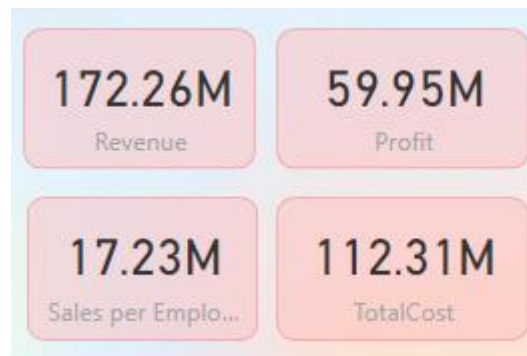 172.26M
Revenue
59.95M
Profit
17.23M
Sales per Emplo...
112.31M
TotalCost